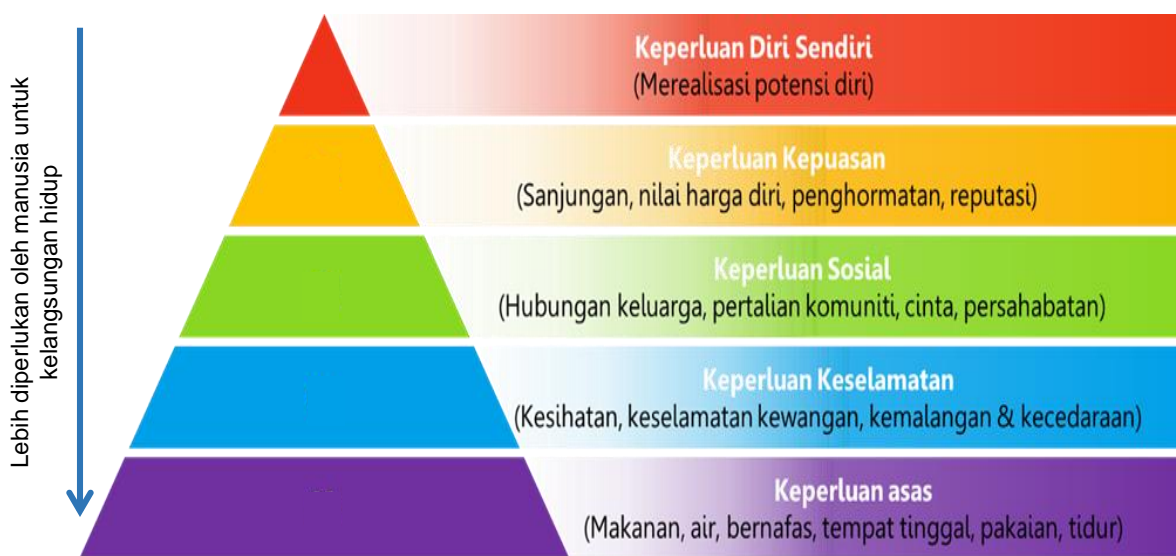 Lebih diperlukan oleh manusia untuk
kelangsungan hidup
Keperluan Diri Sendiri
(Merealisasi potensi diri)
Keperluan Kepuasan
(Sanjungan, nilai harga diri, penghormatan, reputasi)
Keperluan Sosial
(Hubungan keluarga, pertalian komuniti, cinta, persahabatan)
Keperluan Keselamatan
(Kesihatan, keselamatan kewangan, kemalangan & kecedaraan)
Keperluan asas
(Makanan, air, bernafas, tempat tinggal, pakaian, tidur)